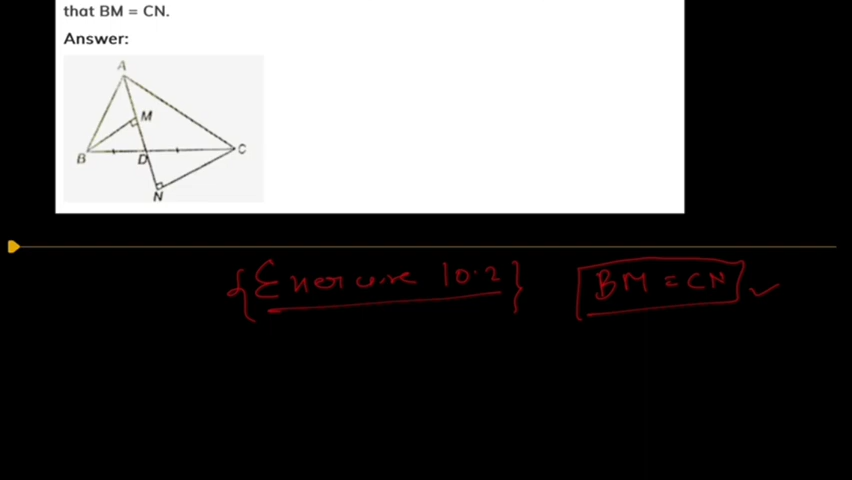 that BM = CN.
Answer:
A
M
B
D
C
N
{Exercise 10.2}
BM = CN